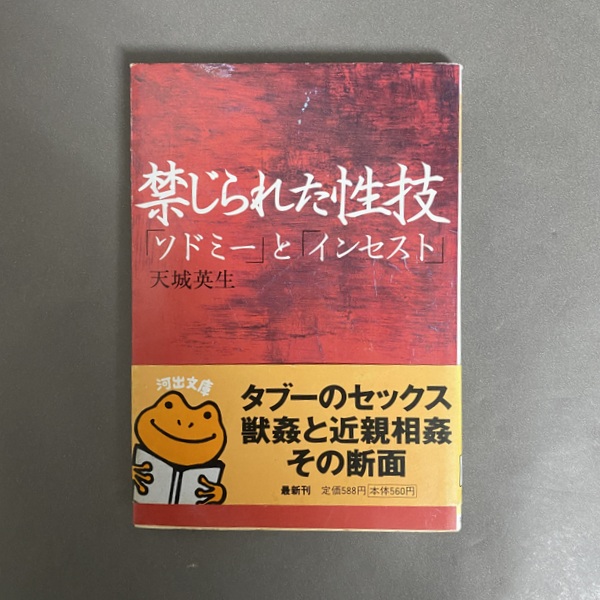 禁じられた性技
「ソドミー」と「インセスト」
天城英生
河出文庫
タブーのセックス
獣姦と近親相姦
その断面
最新刊 定価588円 本体560円